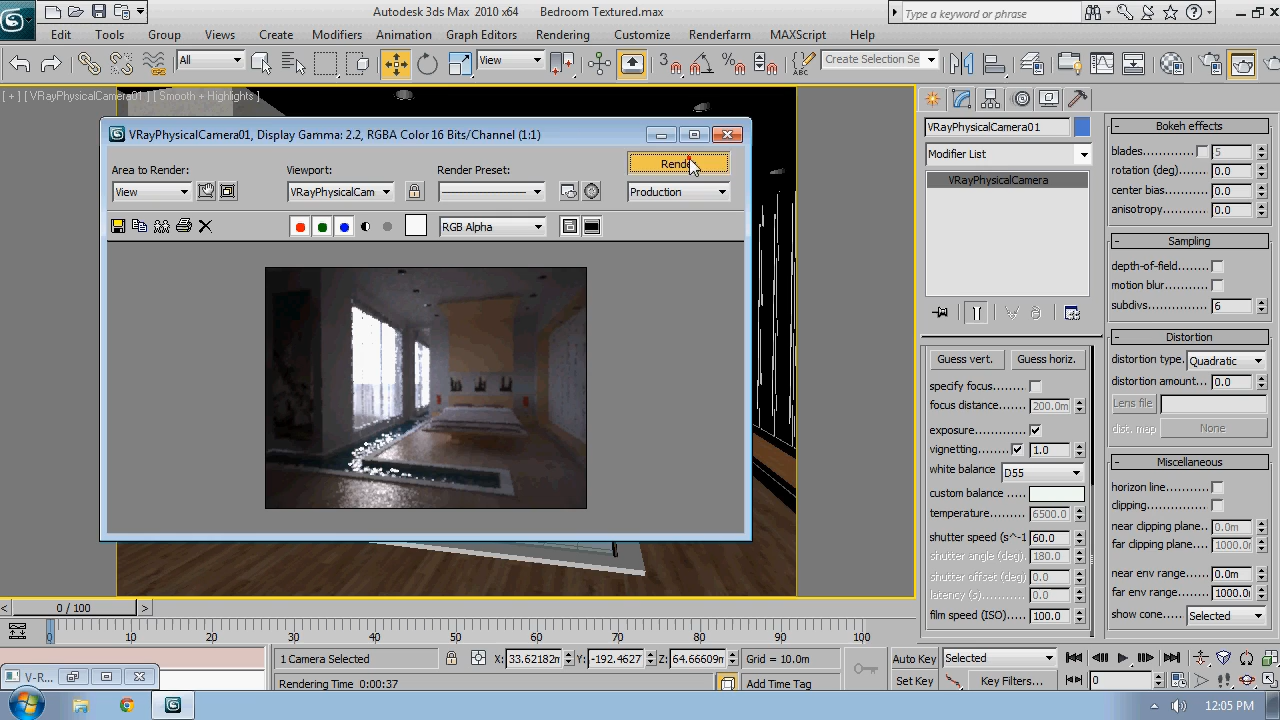 Autodesk 3ds Max 2010 x64 Bedroom Textured.max
Type a keyword or phrase
Edit Tools Group Views Create Modifiers Animation Graph Editors Rendering Customize Renderfarm MAXScript Help
All
View
3
%
ABC
Create Selection Se
[ + ] [ VRayPhysicalCamera01 ] [ Smooth + Highlights ]
VRayPhysicalCamera01, Display Gamma: 2.2, RGBA Color 16 Bits/Channel (1:1)
Area to Render:
View
Viewport:
VRayPhysicalCam
Render Preset:
Render
Production
RGB Alpha
VRayPhysicalCamera01
Modifier List
VRayPhysicalCamera
Guess vert. Guess horiz.
specify focus........
focus distance....... 200.0m
exposure................
vignetting....... 1.0
white balance D55
custom balance .....
temperature.......... 6500.0
shutter speed (s^-1 60.0
shutter angle (deg). 180.0
shutter offset (deg) 0.0
latency (s)............ 0.0
film speed (ISO)..... 100.0
- Bokeh effects
blades................ 5
rotation (deg)...... 0.0
center bias.......... 0.0
anisotropy........... 0.0
- Sampling
depth-of-field.......
motion blur..........
subdivs............... 6
- Distortion
distortion type. Quadratic
distortion amount... 0.0
Lens file
dist. map None
- Miscellaneous
horizon line..........
clipping...............
near clipping plane.. 0.0m
far clipping plane... 1000.0
near env range.... 0.0m
far env range....... 1000.0
show cone.... Selected
< 0 / 100 >
0 10 20 30 40 50 60 70 80 90 100
1 Camera Selected
X: 33.62182m Y: -192.4627 Z: 64.66609m
Grid = 10.0m
Auto Key Selected
Rendering Time 0:00:37
Add Time Tag
Set Key Key Filters...
0
V-R...
12:05 PM